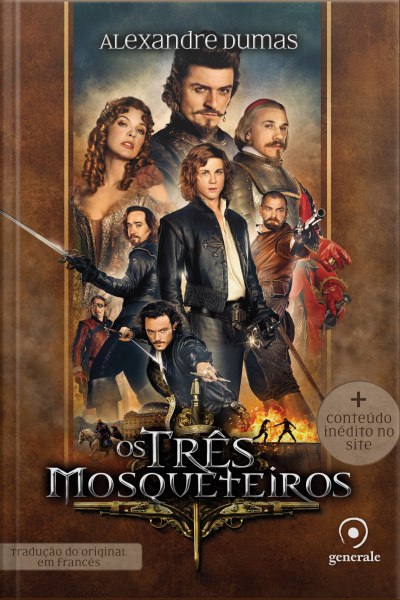 ALEXANDRE DUMAS
+
conteúdo
inédito no
site
OS TRÊS
MOSQUETEIROS
Tradução do original
em francês
generale